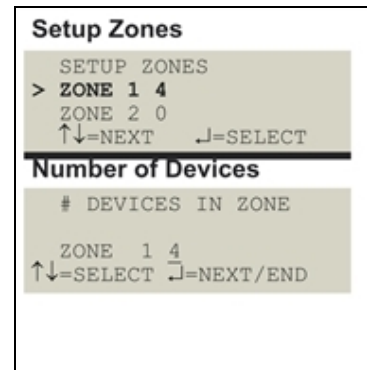 Setup Zones
SETUP ZONES
> ZONE 1 4
ZONE 2 0
↑↓=NEXT ↵=SELECT
Number of Devices
# DEVICES IN ZONE
ZONE 1 4
↑↓=SELECT ↵=NEXT/END